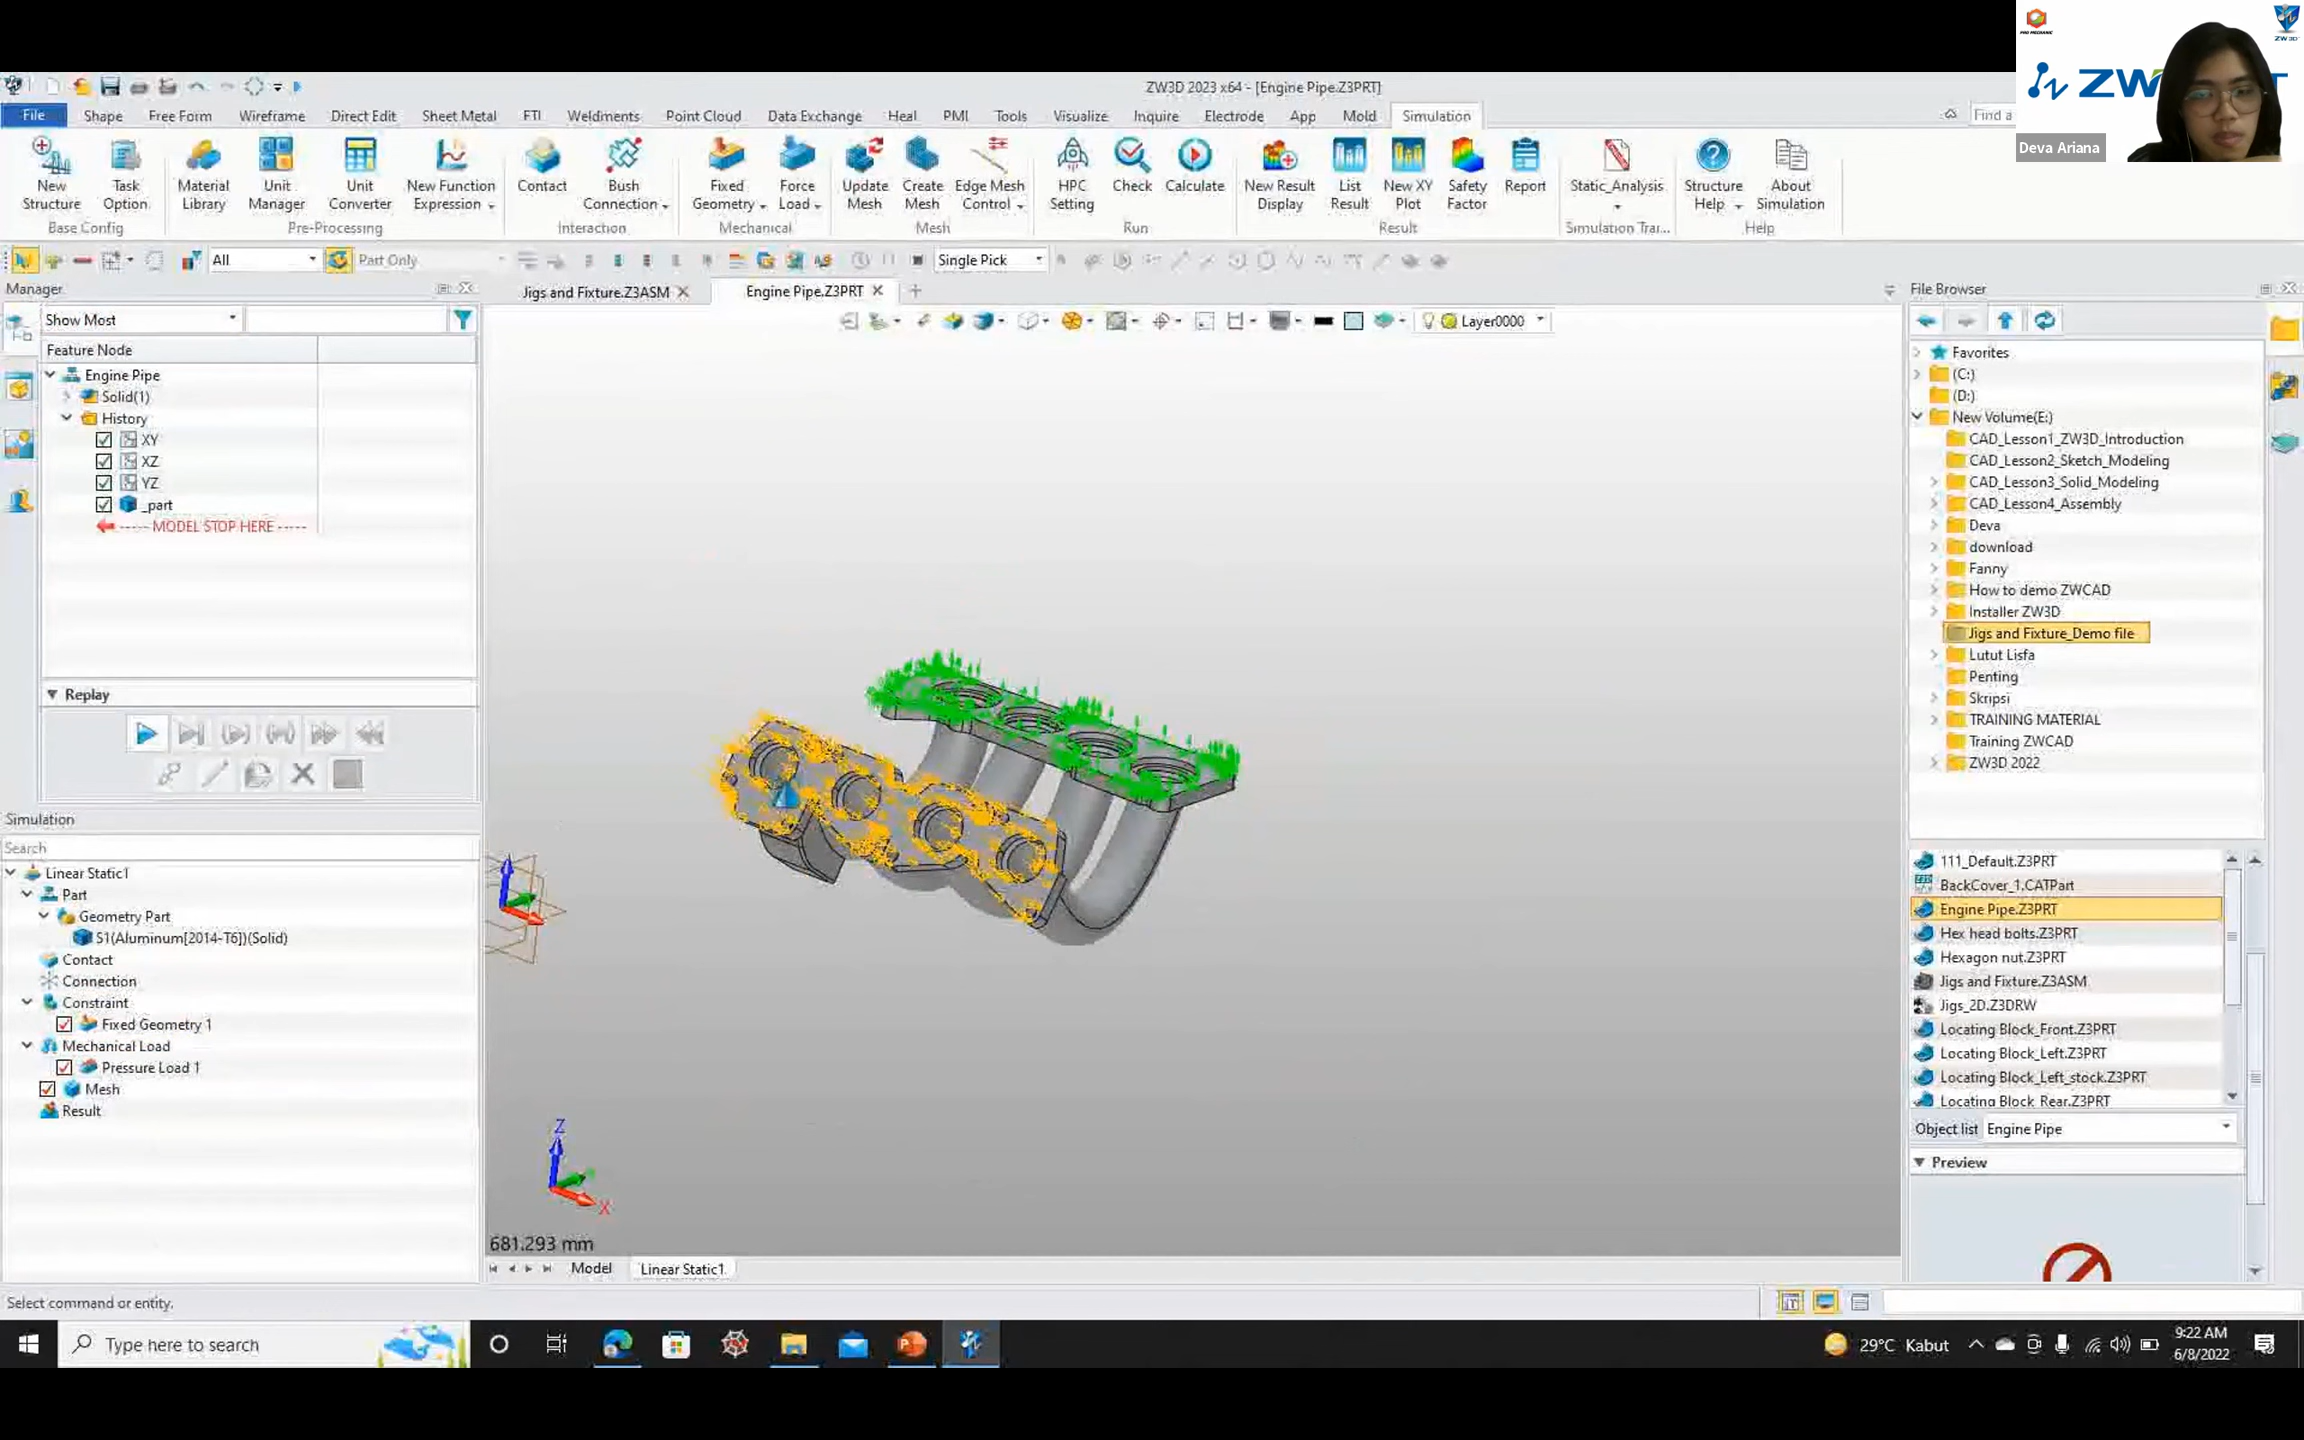 ZW3D 2023 x64 - [Engine Pipe.Z3PRT]
PRO MECHANIC
ZW3D
Deva Ariana
File Shape Free Form Wireframe Direct Edit Sheet Metal FTI Weldments Point Cloud Data Exchange Heal PMI Tools Visualize Inquire Electrode App Mold Simulation Find a
New Structure
Task Option
Material Library
Unit Manager
Unit Converter
New Function Expression
Contact
Bush Connection
Fixed Geometry
Force Load
Update Mesh
Create Mesh
Edge Mesh Control
HPC Setting
Check
Calculate
New Result Display
List Result
New XY Plot
Safety Factor
Report
Static_Analysis
Structure Help
About Simulation
Base Config Pre-Processing Interaction Mechanical Mesh Run Result Simulation Trai... Help
All Part Only Single Pick
Manager
Show Most
Feature Node
Engine Pipe
Solid(1)
History
XY
XZ
YZ
_part
----- MODEL STOP HERE -----
Replay
Simulation
Search
Linear Static1
Part
Geometry Part
S1(Aluminum[2014-T6])(Solid)
Contact
Connection
Constraint
Fixed Geometry 1
Mechanical Load
Pressure Load 1
Mesh
Result
Jigs and Fixture.Z3ASM Engine Pipe.Z3PRT
Layer0000
Z
X
681.293 mm
Model Linear Static1
File Browser
Favorites
(C:)
(D:)
New Volume(E:)
CAD_Lesson1_ZW3D_Introduction
CAD_Lesson2_Sketch_Modeling
CAD_Lesson3_Solid_Modeling
CAD_Lesson4_Assembly
Deva
download
Fanny
How to demo ZWCAD
Installer ZW3D
Jigs and Fixture_Demo file
Lutut Lisfa
Penting
Skripsi
TRAINING MATERIAL
Training ZWCAD
ZW3D 2022
111_Default.Z3PRT
BackCover_1.CATPart
Engine Pipe.Z3PRT
Hex head bolts.Z3PRT
Hexagon nut.Z3PRT
Jigs and Fixture.Z3ASM
Jigs_2D.Z3DRW
Locating Block_Front.Z3PRT
Locating Block_Left.Z3PRT
Locating Block_Left_stock.Z3PRT
Locating Block_Rear.Z3PRT
Object list Engine Pipe
Preview
Select command or entity.
Type here to search
29°C Kabut
9:22 AM
6/8/2022